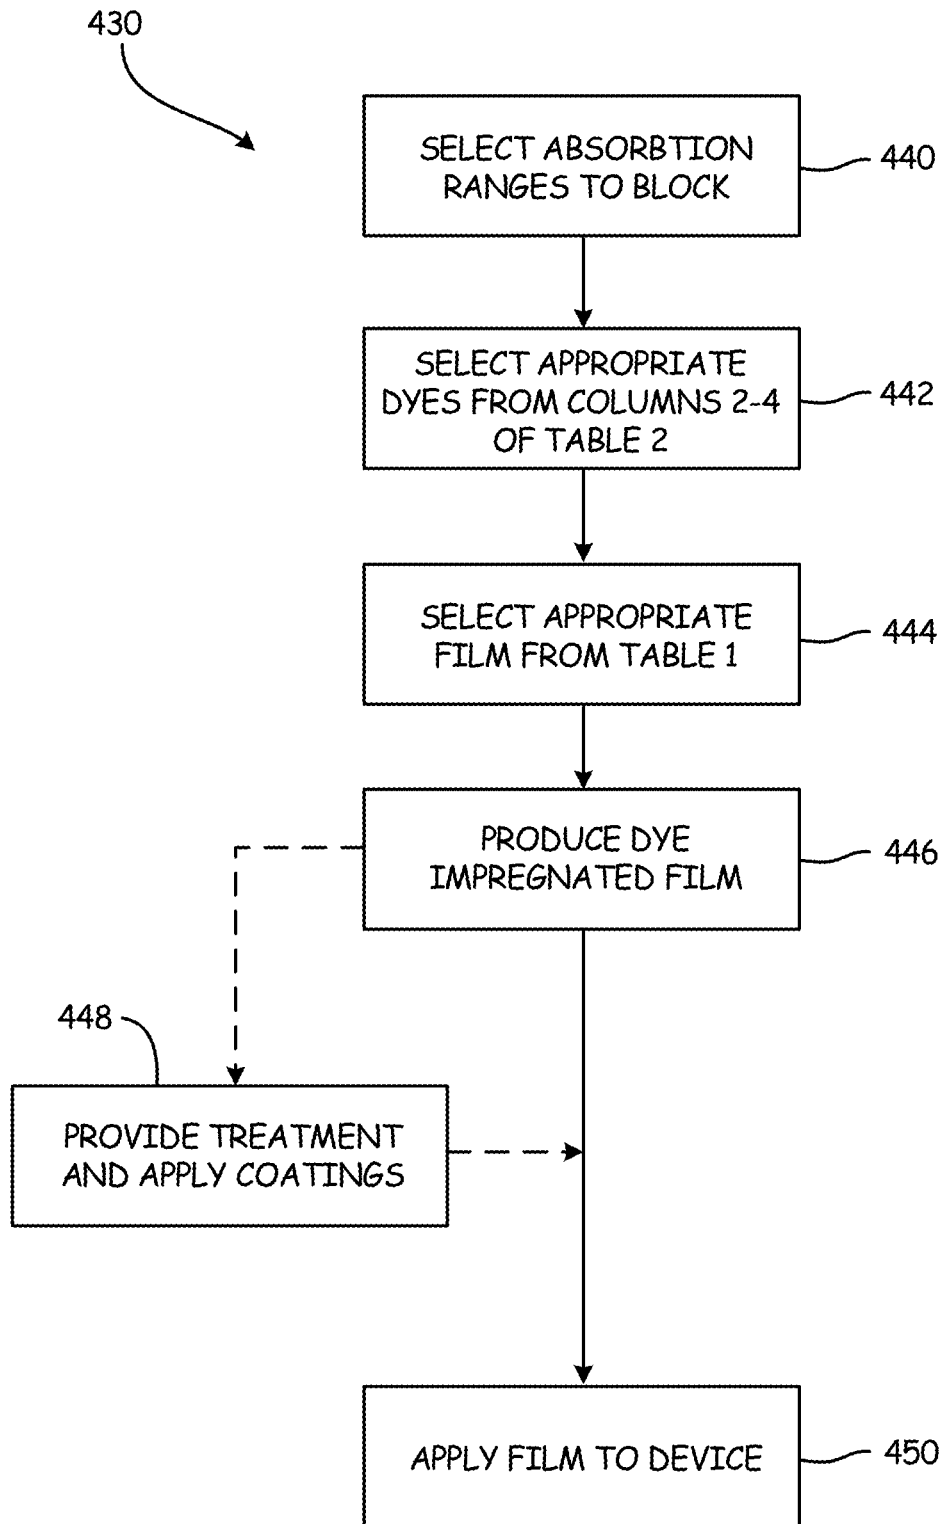 430
SELECT ABSORBTION
RANGES TO BLOCK
440
SELECT APPROPRIATE
DYES FROM COLUMNS 2-4
OF TABLE 2
442
SELECT APPROPRIATE
FILM FROM TABLE 1
444
PRODUCE DYE
IMPREGNATED FILM
446
448
PROVIDE TREATMENT
AND APPLY COATINGS
APPLY FILM TO DEVICE
450